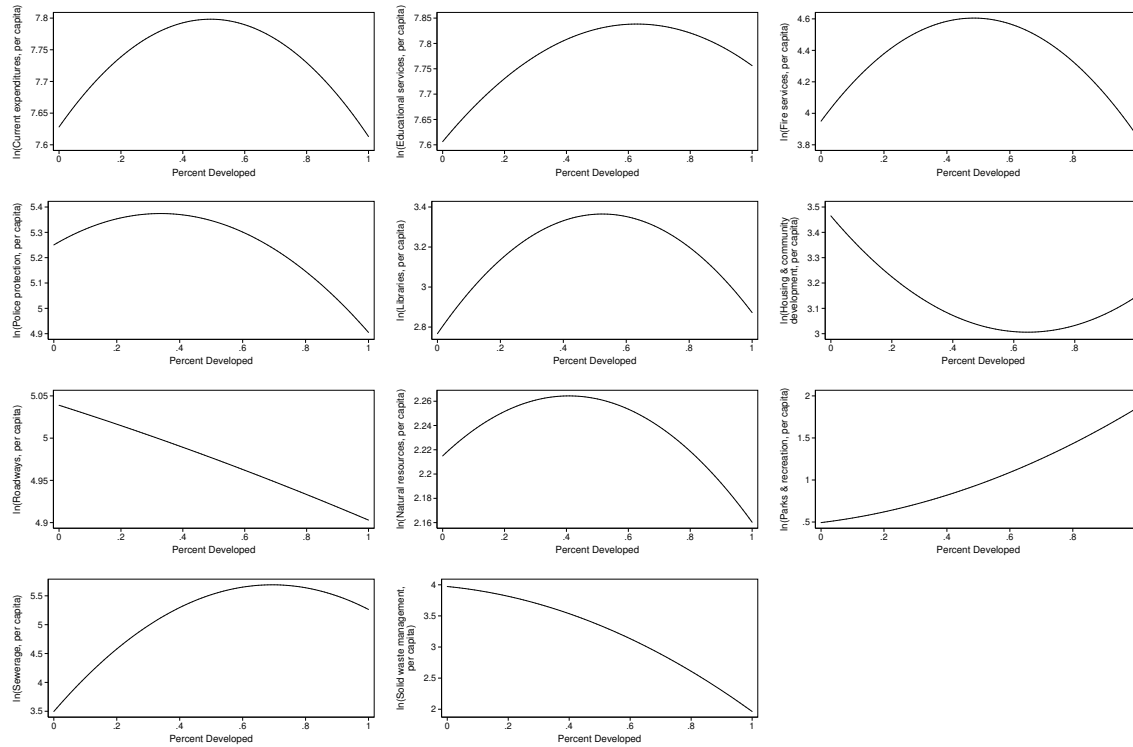 ln(Current expenditures, per capita)
7.8
7.75
7.7
7.65
7.6
0 .2 .4 .6 .8 1
Percent Developed
ln(Educational services, per capita)
7.85
7.8
7.75
7.7
7.65
7.6
0 .2 .4 .6 .8 1
Percent Developed
ln(Fire services, per capita)
4.6
4.4
4.2
4
3.8
0 .2 .4 .6 .8 1
Percent Developed
ln(Police protection, per capita)
5.4
5.3
5.2
5.1
5
4.9
0 .2 .4 .6 .8 1
Percent Developed
ln(Libraries, per capita)
3.4
3.2
3
2.8
0 .2 .4 .6 .8 1
Percent Developed
ln(Housing & community
development, per capita)
3.5
3.4
3.3
3.2
3.1
3
0 .2 .4 .6 .8
Percent Developed
ln(Roadways, per capita)
5.05
5
4.95
4.9
0 .2 .4 .6 .8 1
Percent Developed
ln(Natural resources, per capita)
2.26
2.24
2.22
2.2
2.18
2.16
0 .2 .4 .6 .8 1
Percent Developed
ln(Parks & recreation, per capita)
2
1.5
1
.5
0 .2 .4 .6 .8
Percent Developed
ln(Sewerage, per capita)
5.5
5
4.5
4
3.5
0 .2 .4 .6 .8 1
Percent Developed
ln(Solid waste management,
per capita)
4
3.5
3
2.5
2
0 .2 .4 .6 .8 1
Percent Developed